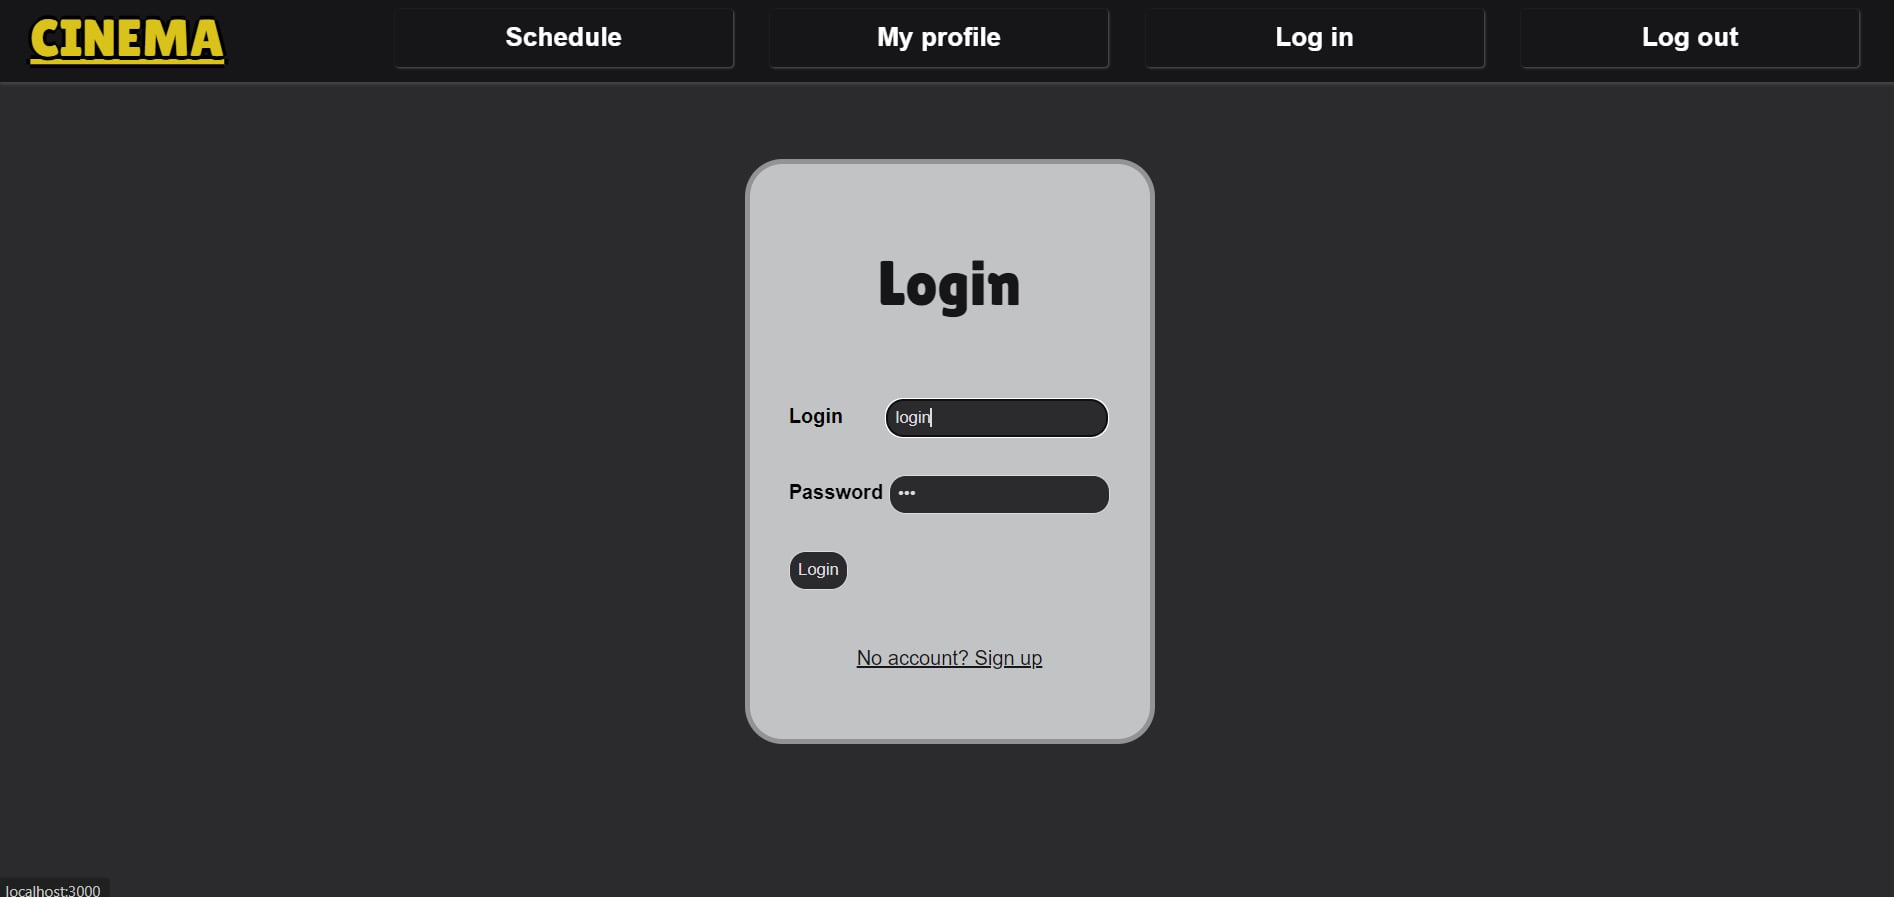 CINEMA
Schedule
My profile
Log in
Log out
Login
Login
login
Password
•••
Login
No account? Sign up
localhost:3000